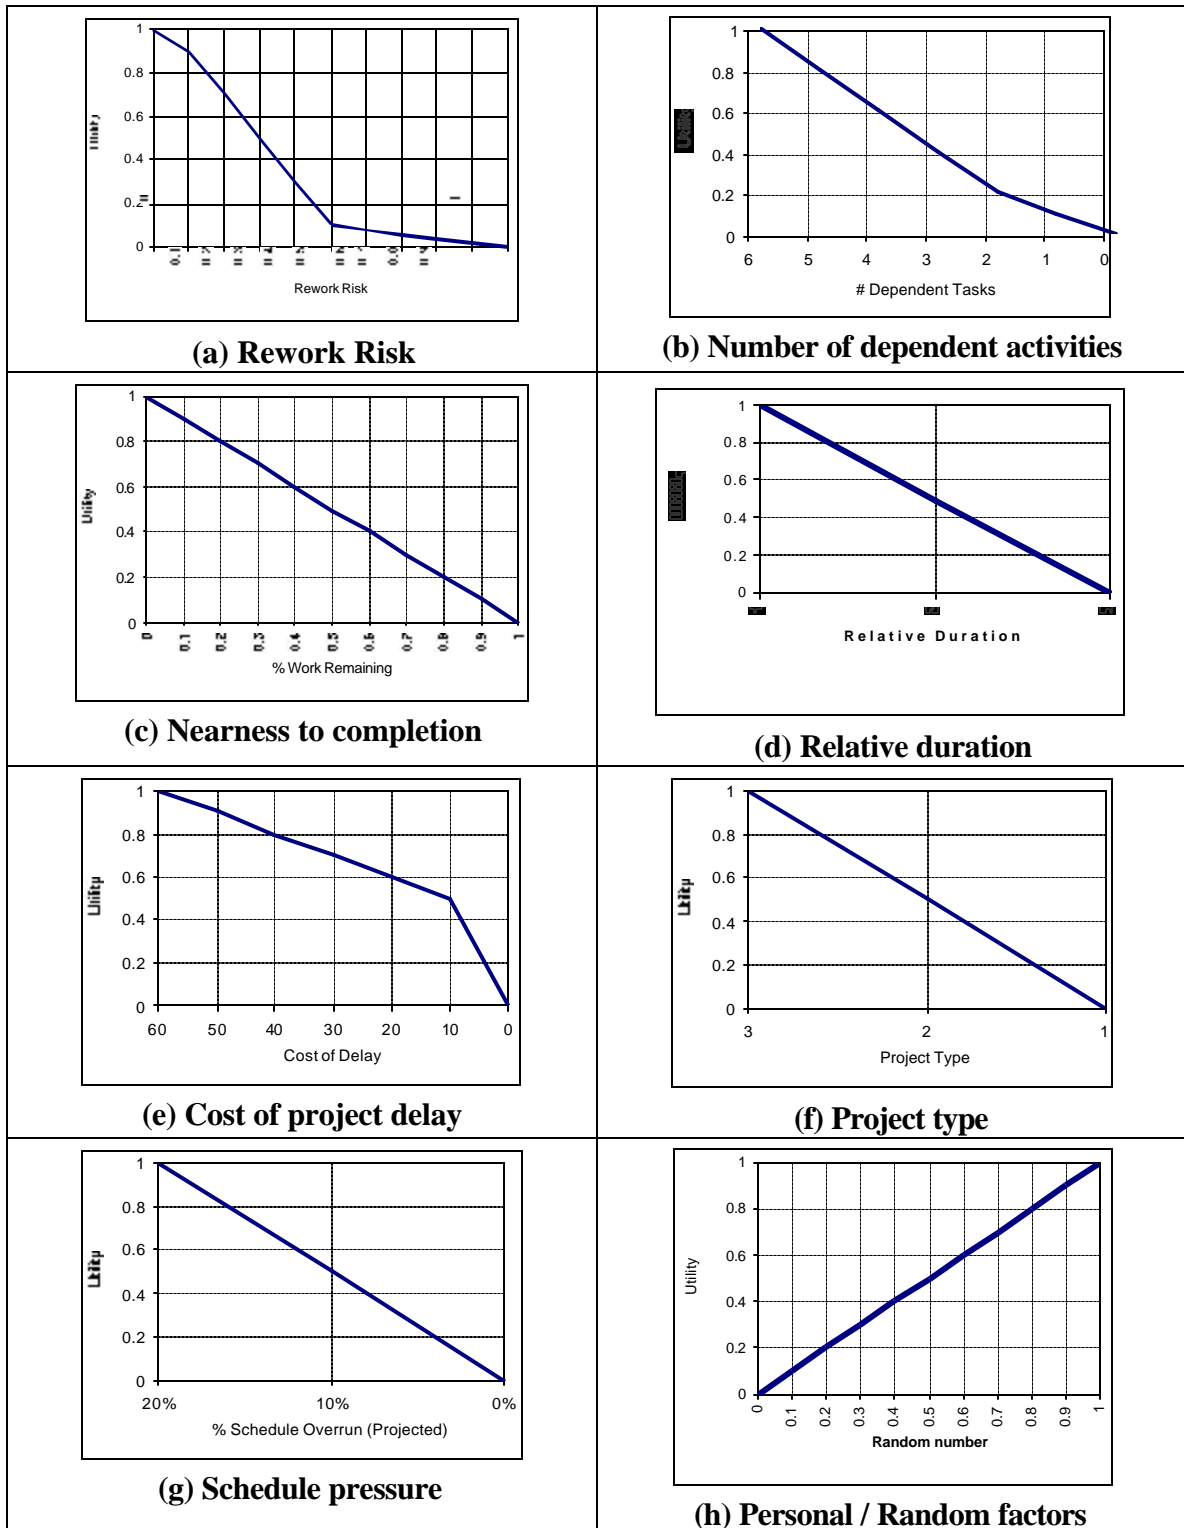 1
0.8
0.6
0.4
0.2
0
0.1
Rework Risk
(a) Rework Risk
1
0.8
0.6
0.4
0.2
0
6 5 4 3 2 1 0
# Dependent Tasks
(b) Number of dependent activities
1
0.8
0.6
0.4
0.2
0
Utility
0 0.1 0.2 0.3 0.4 0.5 0.6 0.7 0.8 0.9 1
% Work Remaining
(c) Nearness to completion
1
0.8
0.6
0.4
0.2
0
Relative Duration
(d) Relative duration
1
0.8
0.6
0.4
0.2
0
Utility
60 50 40 30 20 10 0
Cost of Delay
(e) Cost of project delay
1
0.8
0.6
0.4
0.2
0
Utility
3 2 1
Project Type
(f) Project type
1
0.8
0.6
0.4
0.2
0
Utility
20% 10% 0%
% Schedule Overrun (Projected)
(g) Schedule pressure
1
0.8
0.6
0.4
0.2
0
Utility
0 0.1 0.2 0.3 0.4 0.5 0.6 0.7 0.8 0.9 1
Random number
(h) Personal / Random factors